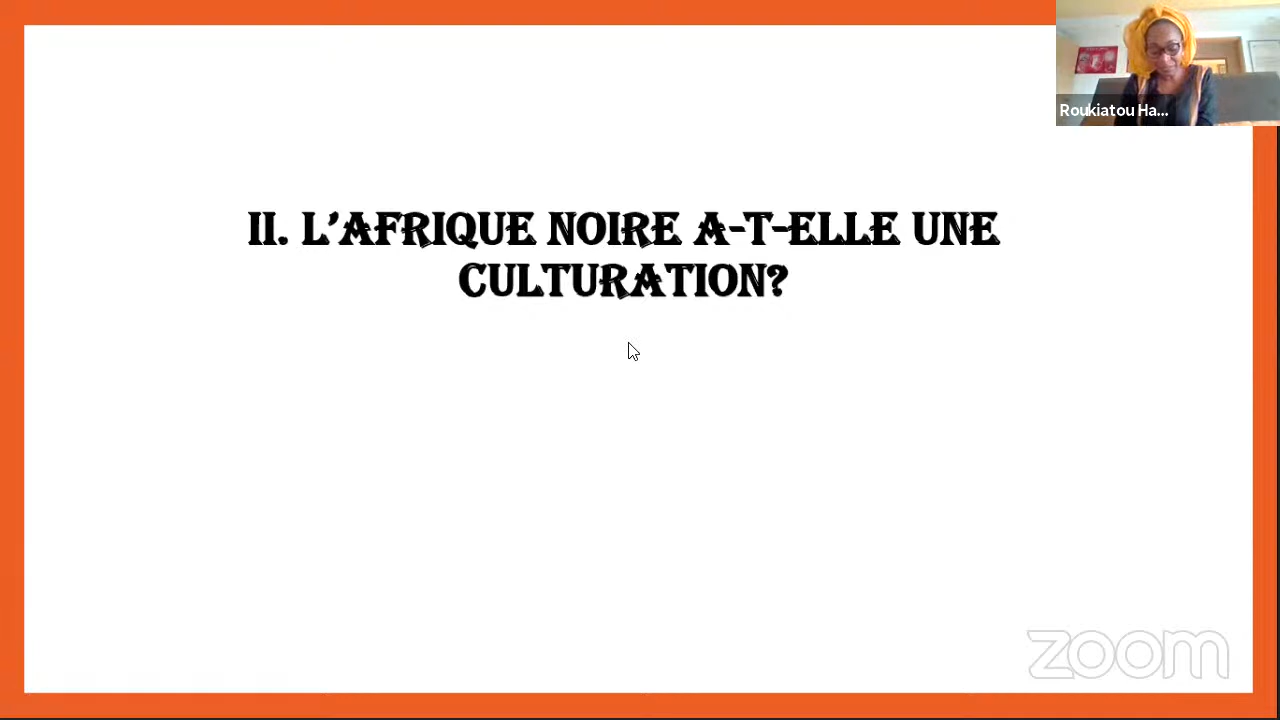 Roukiatou Ha...
II. L’AFRIQUE NOIRE A-T-ELLE UNE
CULTURATION?
zoom